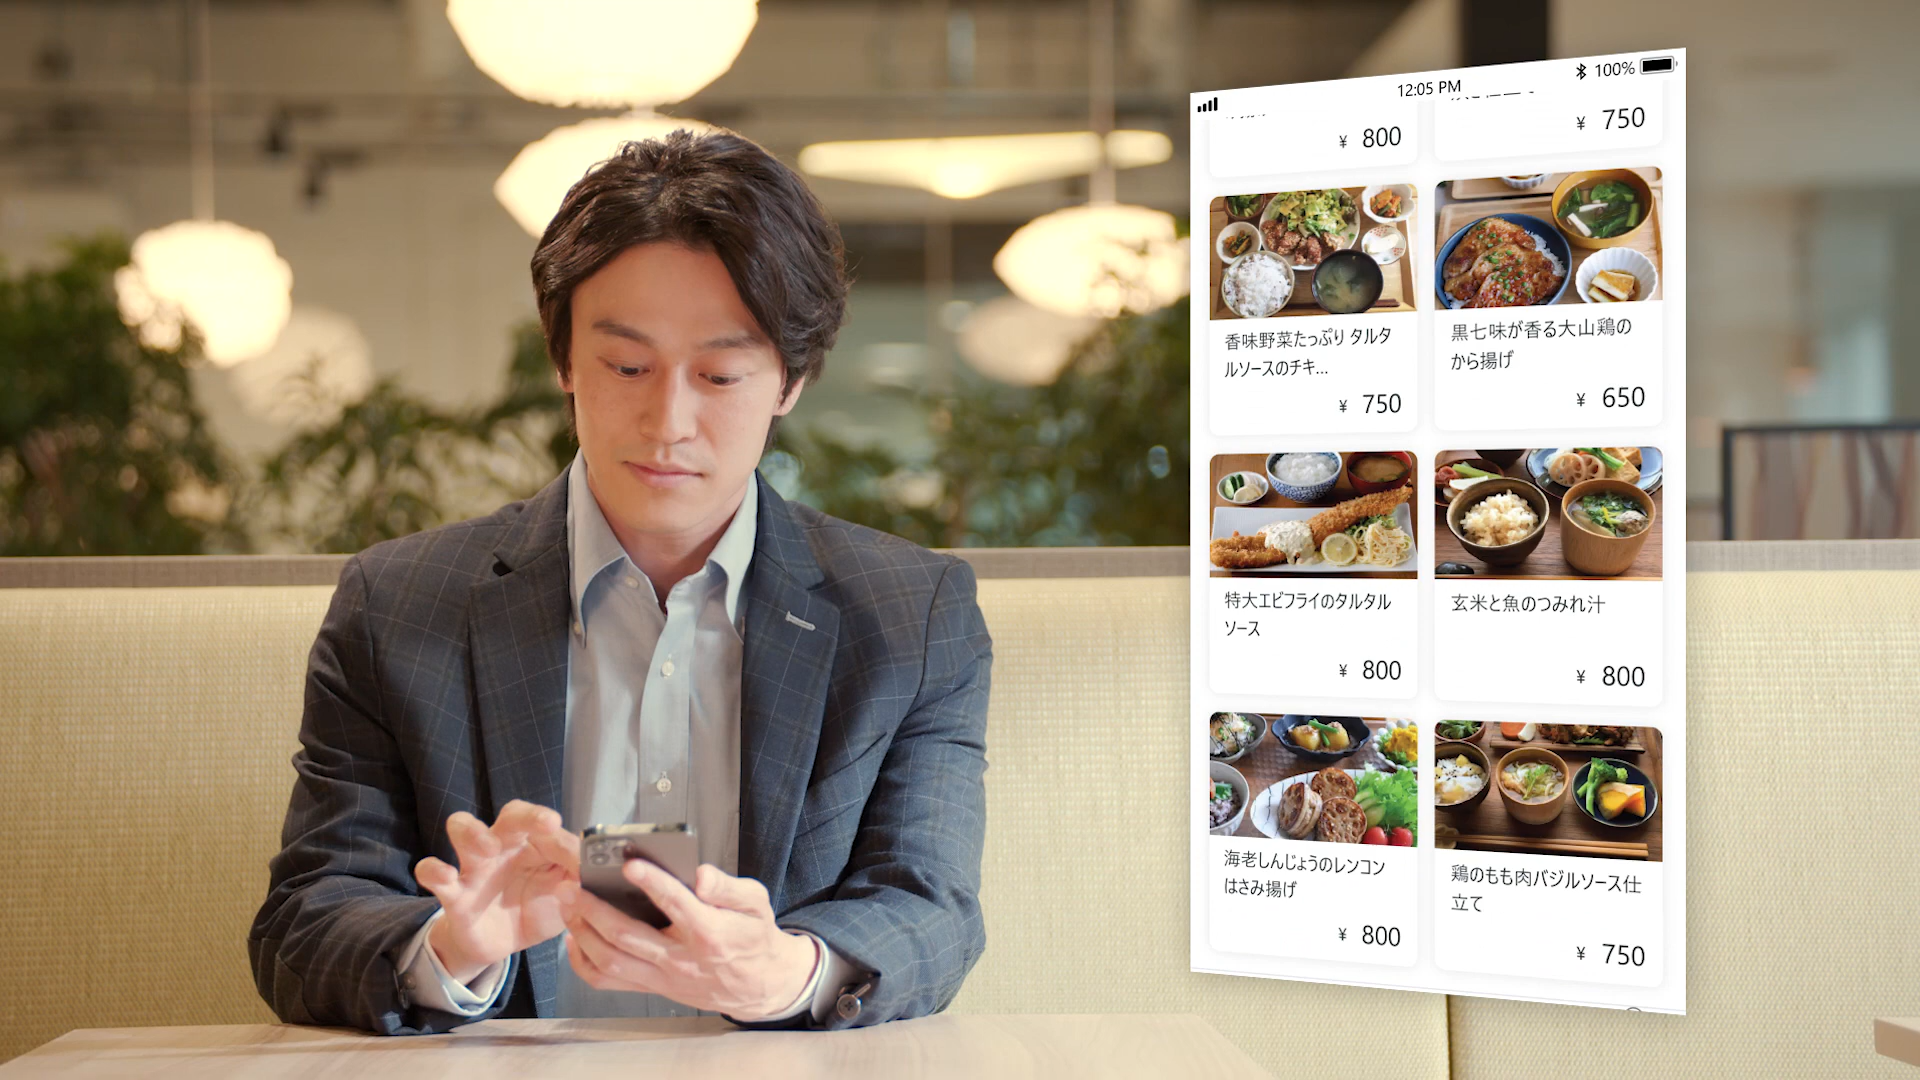 12:05 PM
100%
¥ 800
¥ 750
香味野菜たっぷり タルタ
ルソースのチキ...
¥ 750
黒七味が香る大山鶏の
から揚げ
¥ 650
特大エビフライのタルタル
ソース
¥ 800
玄米と魚のつみれ汁
¥ 800
海老しんじょうのレンコン
はさみ揚げ
¥ 800
鶏のもも肉バジルソース仕
立て
¥ 750